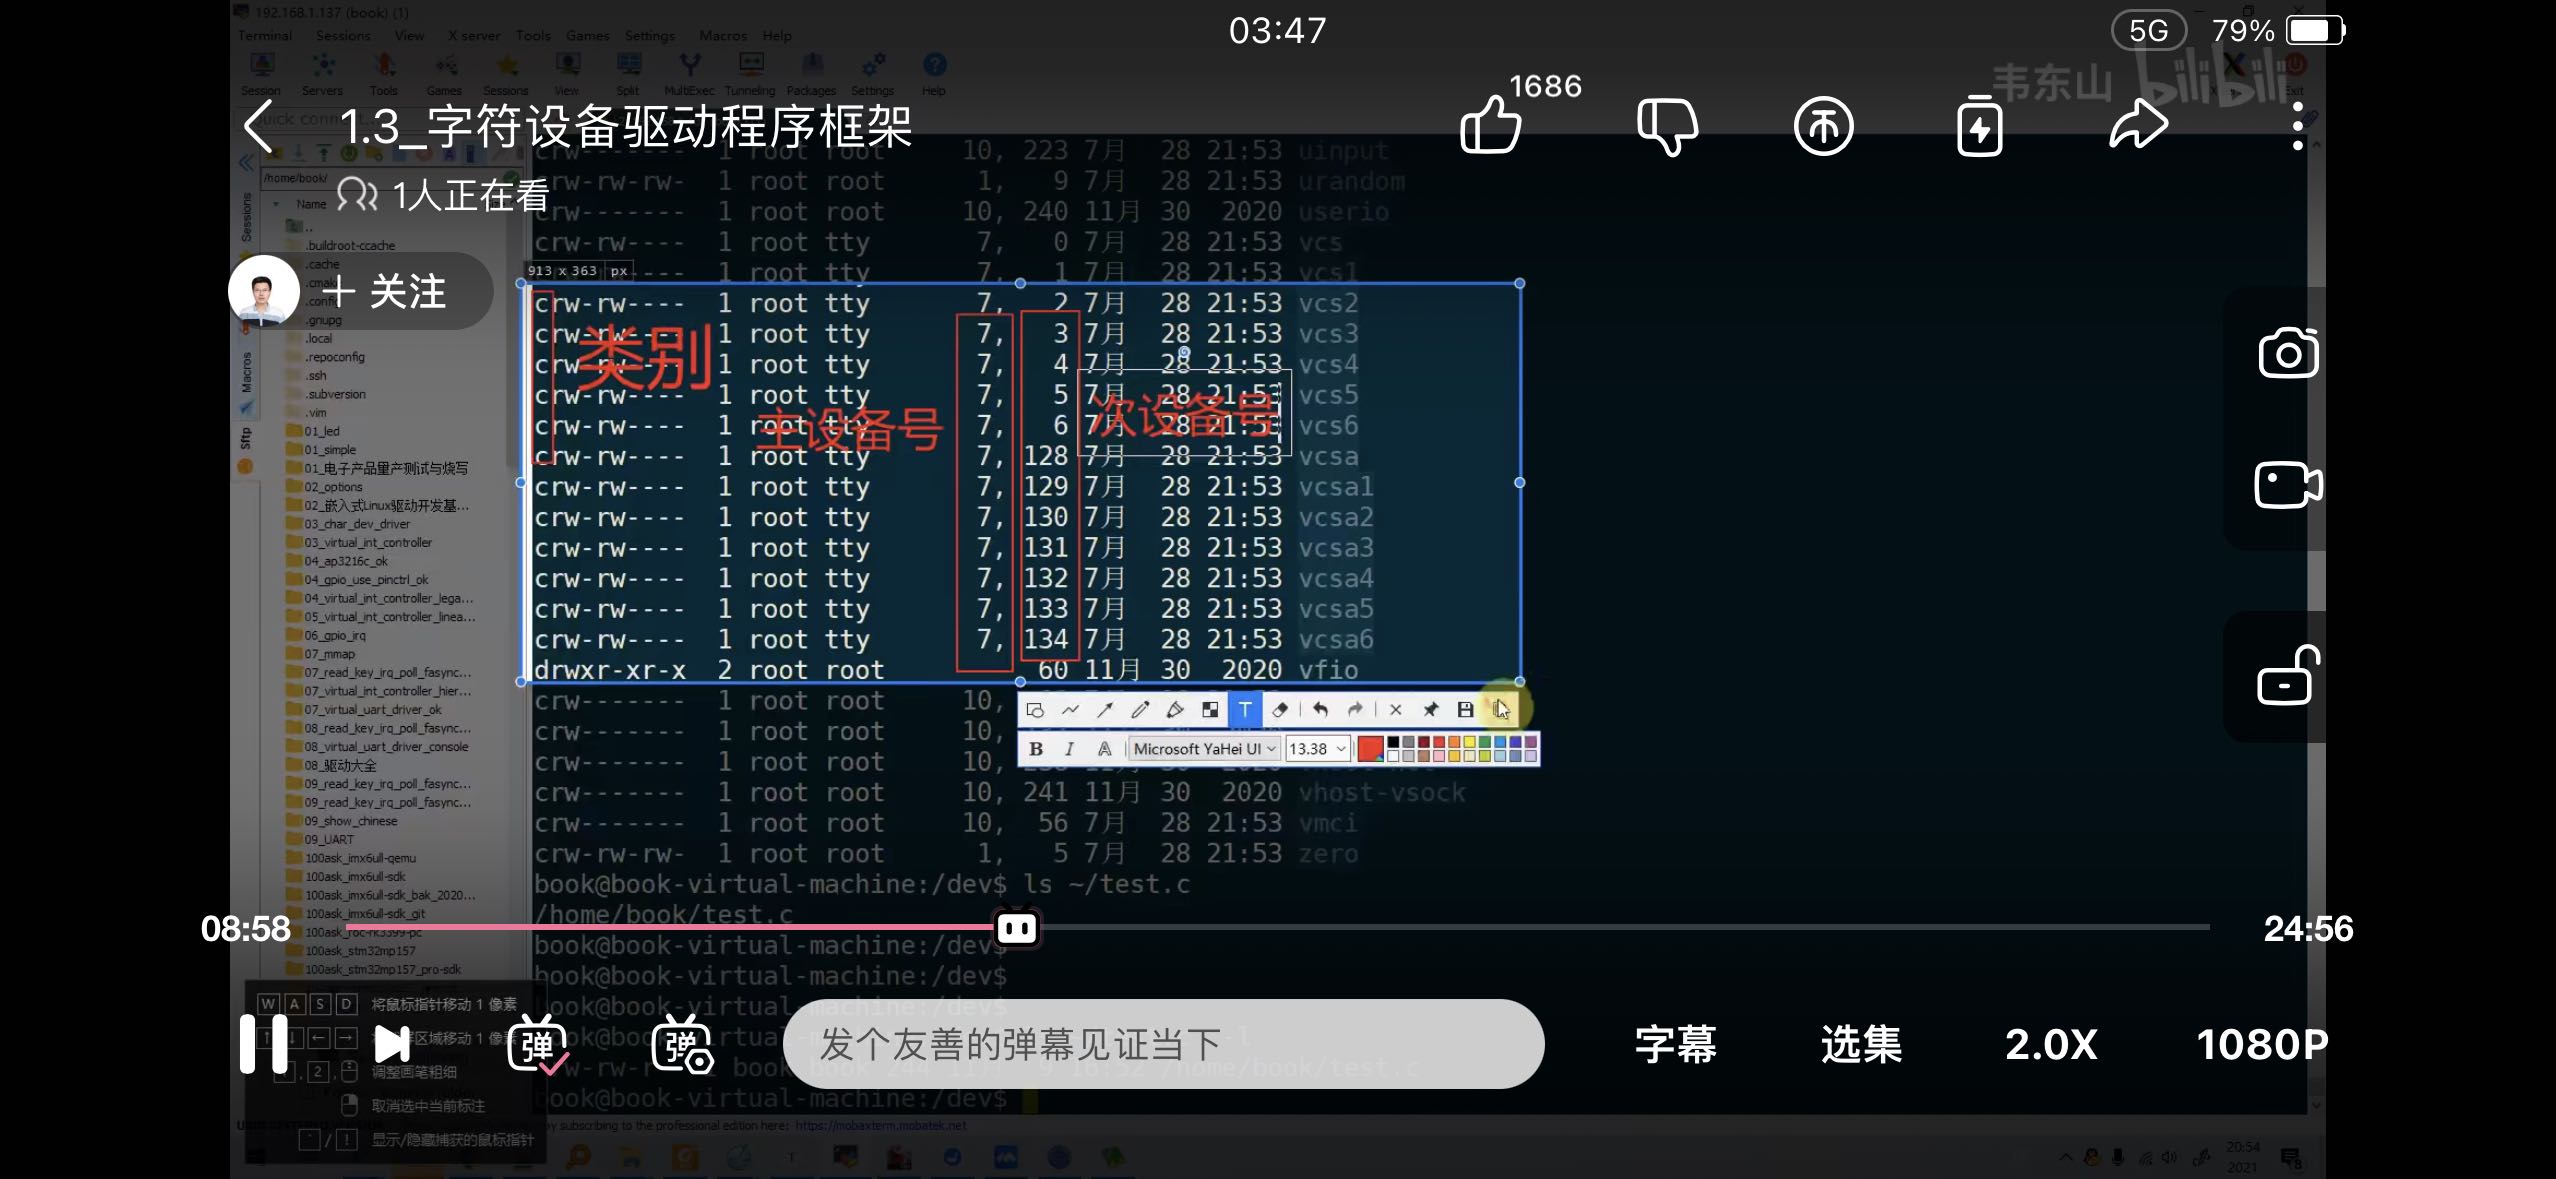 192.168.1.137 (book) (1)
03:47
5G
79%
Terminal Sessions View X server Tools Games Settings Macros Help
韦东山 bilibili
Session Servers Tools Games Sessions View Split MultiExec Tunneling Packages Settings Help
1686
1.3_字符设备驱动程序框架
1人正在看
+ 关注
/home/book/
Name
..
.buildroot-ccache
.cache
.gnupg
.local
.repoconfig
.ssh
.subversion
.vim
01_led
01_simple
01_电子产品量产测试与烧写
02_options
02_嵌入式Linux驱动开发基...
03_char_dev_driver
03_virtual_int_controller
04_ap3216c_ok
04_gpio_use_pinctrl_ok
04_virtual_int_controller_lega...
05_virtual_int_controller_linea...
06_gpio_irq
07_mmap
07_read_key_irq_poll_fasync...
07_virtual_int_controller_hier...
07_virtual_uart_driver_ok
08_read_key_irq_poll_fasync...
08_virtual_uart_driver_console
08_驱动大全
09_read_key_irq_poll_fasync...
09_read_key_irq_poll_fasync...
09_show_chinese
09_UART
100ask_imx6ull-qemu
100ask_imx6ull-sdk
100ask_imx6ull-sdk_bak_2020...
100ask_imx6ull-sdk_git
100ask_roc-rk3399-pc
100ask_stm32mp157
100ask_stm32mp157_pro-sdk
Sessions
Macros
Sftp
crw------- 1 root root 10, 223 7月 28 21:53 uinput
crw-rw-rw- 1 root root 1, 9 7月 28 21:53 urandom
crw------- 1 root root 10, 240 11月 30 2020 userio
crw-rw---- 1 root tty 7, 0 7月 28 21:53 vcs
1 root tty 7, 1 7月 28 21:53 vcs1
913 x 363 px
crw-rw---- 1 root tty 7, 2 7月 28 21:53 vcs2
crw-rw---- 1 root tty 7, 3 7月 28 21:53 vcs3
crw-rw---- 1 root tty 7, 4 7月 28 21:53 vcs4
crw-rw---- 1 root tty 7, 5 7月 28 21:53 vcs5
crw-rw---- 1 root tty 7, 6 7月 28 21:53 vcs6
crw-rw---- 1 root tty 7, 128 7月 28 21:53 vcsa
crw-rw---- 1 root tty 7, 129 7月 28 21:53 vcsa1
crw-rw---- 1 root tty 7, 130 7月 28 21:53 vcsa2
crw-rw---- 1 root tty 7, 131 7月 28 21:53 vcsa3
crw-rw---- 1 root tty 7, 132 7月 28 21:53 vcsa4
crw-rw---- 1 root tty 7, 133 7月 28 21:53 vcsa5
crw-rw---- 1 root tty 7, 134 7月 28 21:53 vcsa6
drwxr-xr-x 2 root root 60 11月 30 2020 vfio
类别
主设备号
次设备号
crw------- 1 root root 10,
crw------- 1 root root 10,
crw------- 1 root root 10,
Microsoft YaHei UI 13.38
crw------- 1 root root 10, 241 11月 30 2020 vhost-vsock
crw------- 1 root root 10, 56 7月 28 21:53 vmci
crw-rw-rw- 1 root root 1, 5 7月 28 21:53 zero
book@book-virtual-machine:/dev$ ls ~/test.c
/home/book/test.c
book@book-virtual-machine:/dev$
book@book-virtual-machine:/dev$
book@book-virtual-machine:/dev$
book@book-virtual-machine:/dev$
08:58
24:56
W A S D 将鼠标指针移动 1 像素
调整画笔粗细
取消选中当前标注
显示/隐藏捕获的鼠标指针
弹
弹
发个友善的弹幕见证当下
字幕
选集
2.0X
1080P
by subscribing to the professional edition here: https://mobaxterm.mobatek.net
20:54
2021